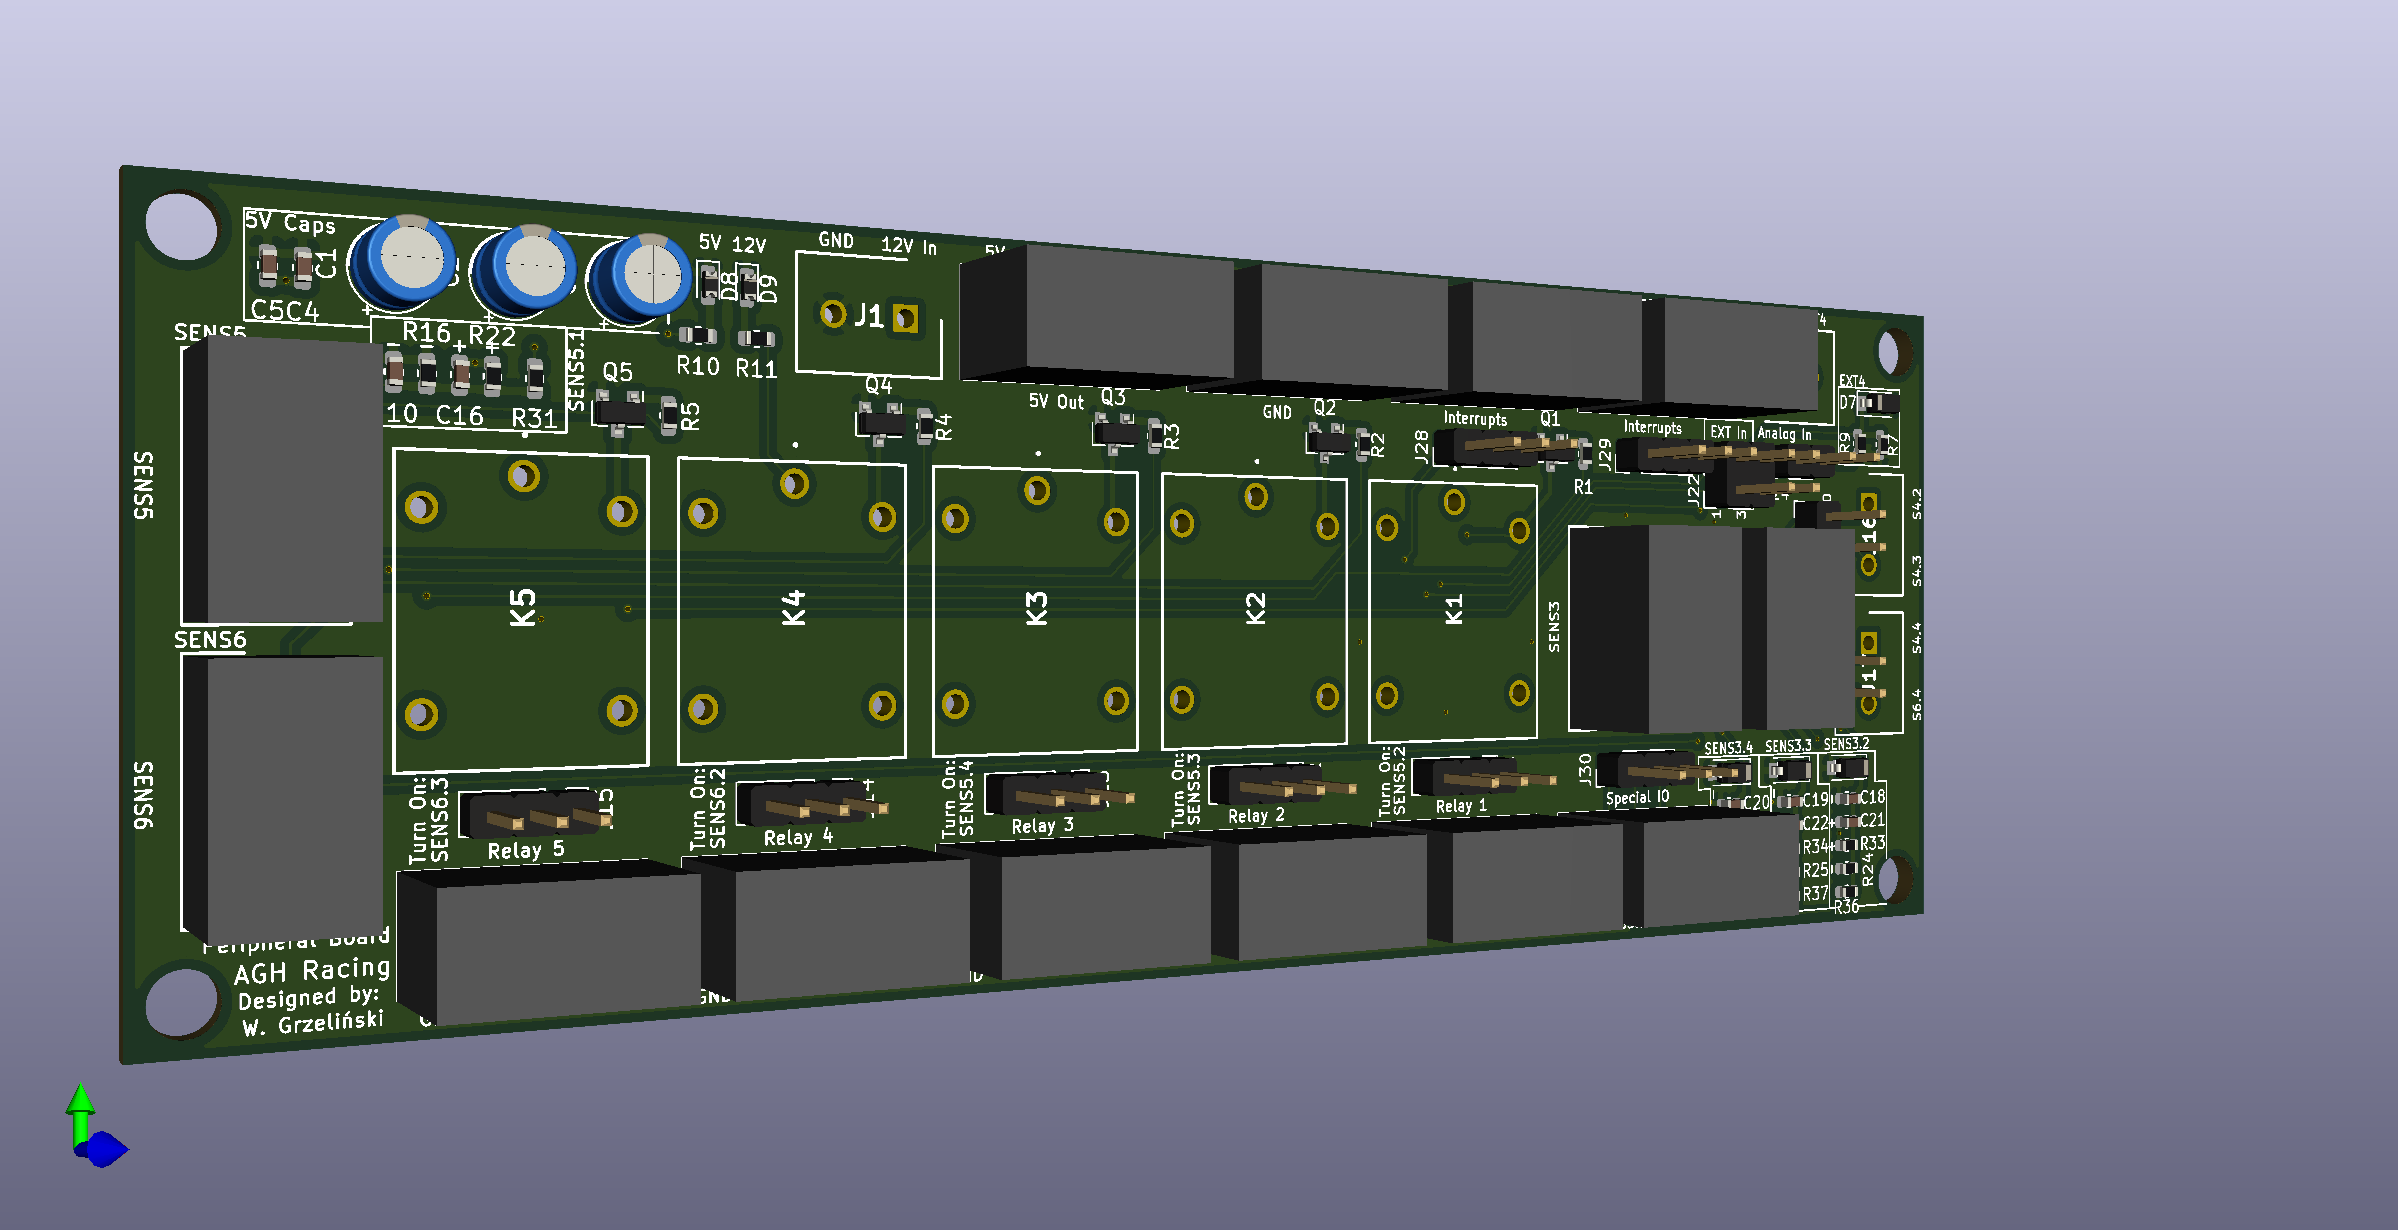 5V Caps
C1
C5C4
5V 12V
D8
D9
GND 12V In
J1
R10
R11
SENS5
R16 R22
10 C16 R31
SENS5.1
Q5
R5
Q4
R4
5V Out
Q3
R3
GND
Q2
R2
Interrupts
J28
Q1
R1
Interrupts
J29
EXT In
Analog In
J22
EXT4
D7
R9
R7
S4.2
S4.3
S4.4
S6.4
SENS5
SENS6
SENS6
K5
K4
K3
K2
K1
SENS3
Turn On:
SENS6.3
Relay 5
Turn On:
SENS6.2
Relay 4
Turn On:
SENS5.4
Relay 3
Turn On:
SENS5.3
Relay 2
Turn On:
SENS5.2
Relay 1
J30
Special IO
SENS3.4
SENS3.3
SENS3.2
C20
C19
C18
C22
C21
R34
R33
R25
R24
R37
R36
Peripheral Board
AGH Racing
Designed by:
W. Grzeliński